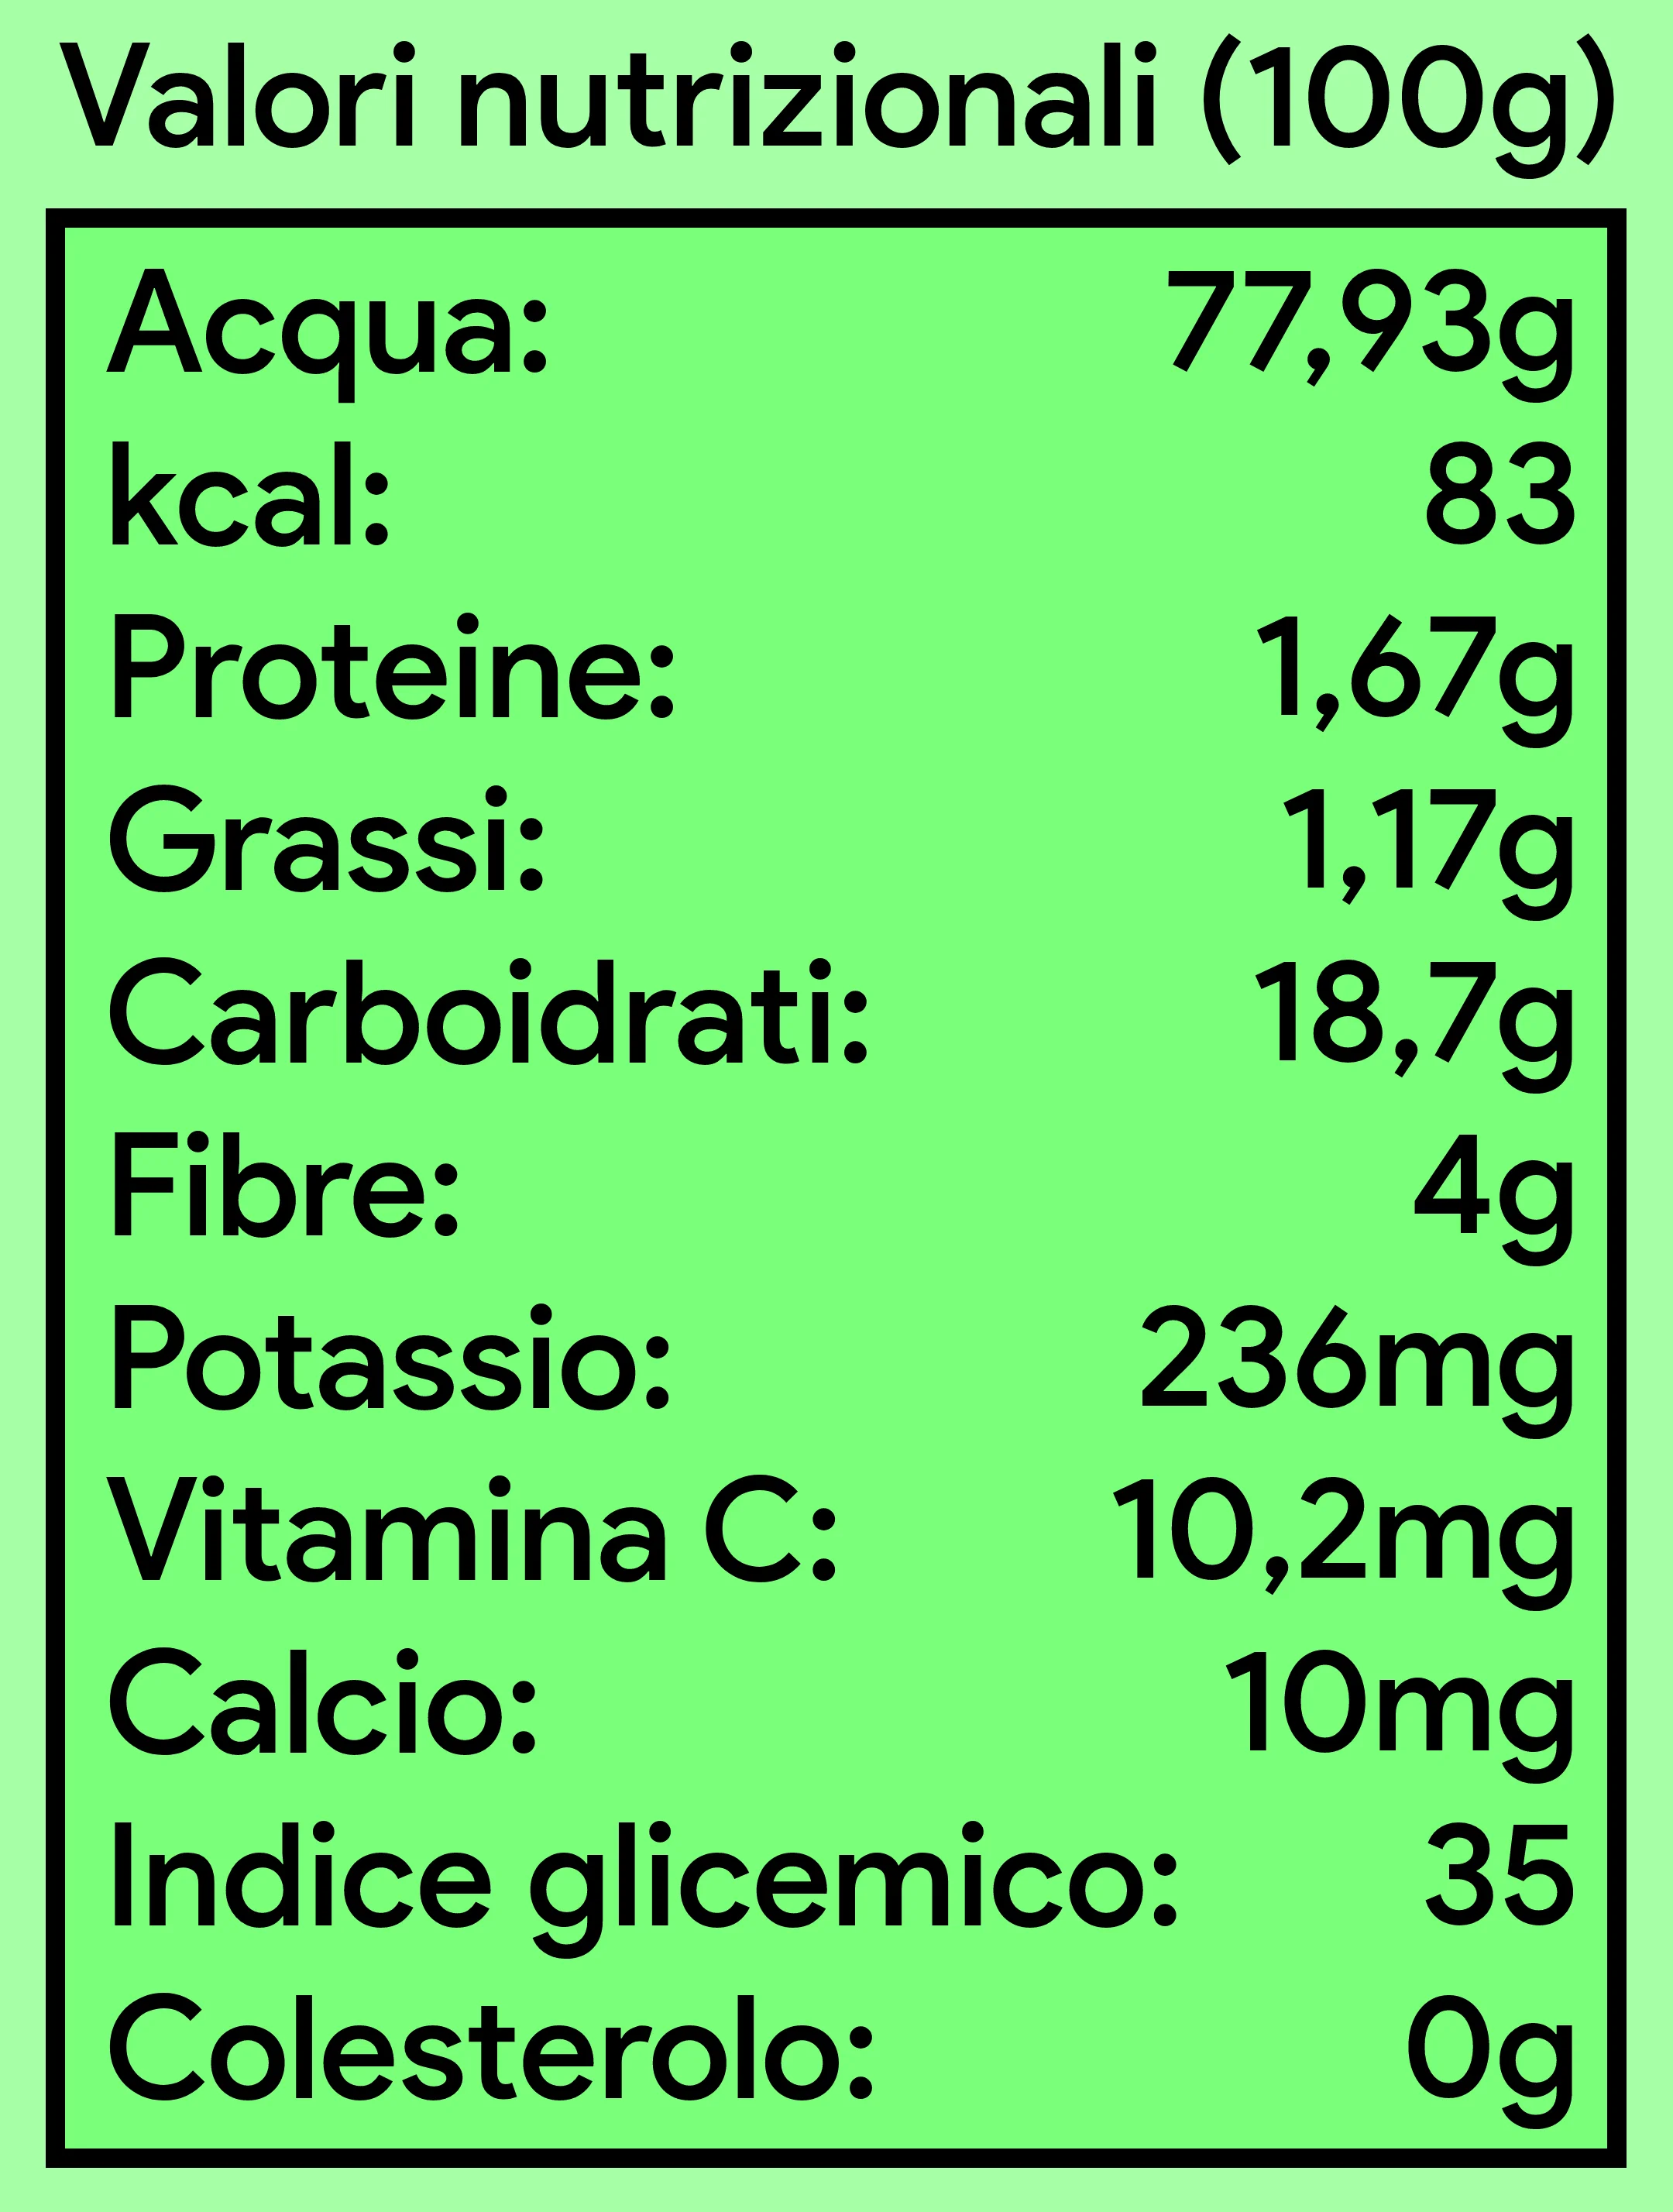 Valori nutrizionali (100g)
Acqua: 77,93g
kcal: 83
Proteine: 1,67g
Grassi: 1,17g
Carboidrati: 18,7g
Fibre: 4g
Potassio: 236mg
Vitamina C: 10,2mg
Calcio: 10mg
Indice glicemico: 35
Colesterolo: 0g